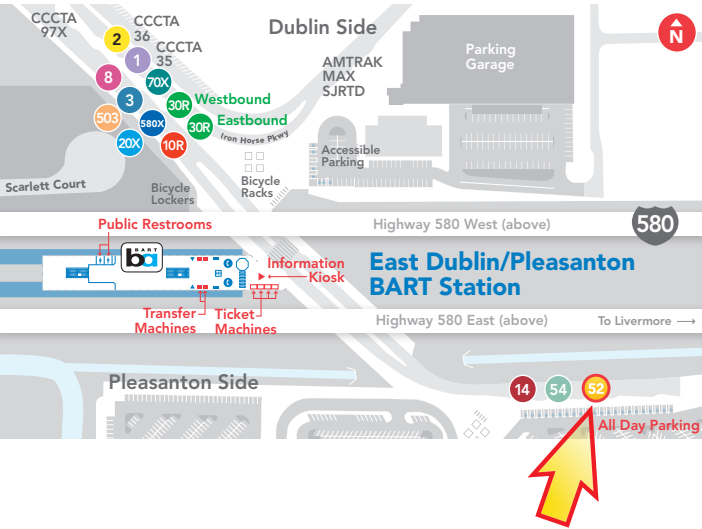 CCCTA
97X
CCCTA
36
CCCTA
35
2
1
8
70X
3
30R
Westbound
503
580X
30R
Eastbound
20X
10R
Iron Horse Pkwy
Dublin Side
AMTRAK
MAX
SJRTD
Parking
Garage
N
Accessible
Parking
Scarlett Court
Bicycle
Lockers
Bicycle
Racks
Public Restrooms
Highway 580 West (above)
580
BART
ba
Information
Kiosk
East Dublin/Pleasanton
BART Station
Transfer
Machines
Ticket
Machines
Highway 580 East (above)
To Livermore
Pleasanton Side
14
54
52
All Day Parking